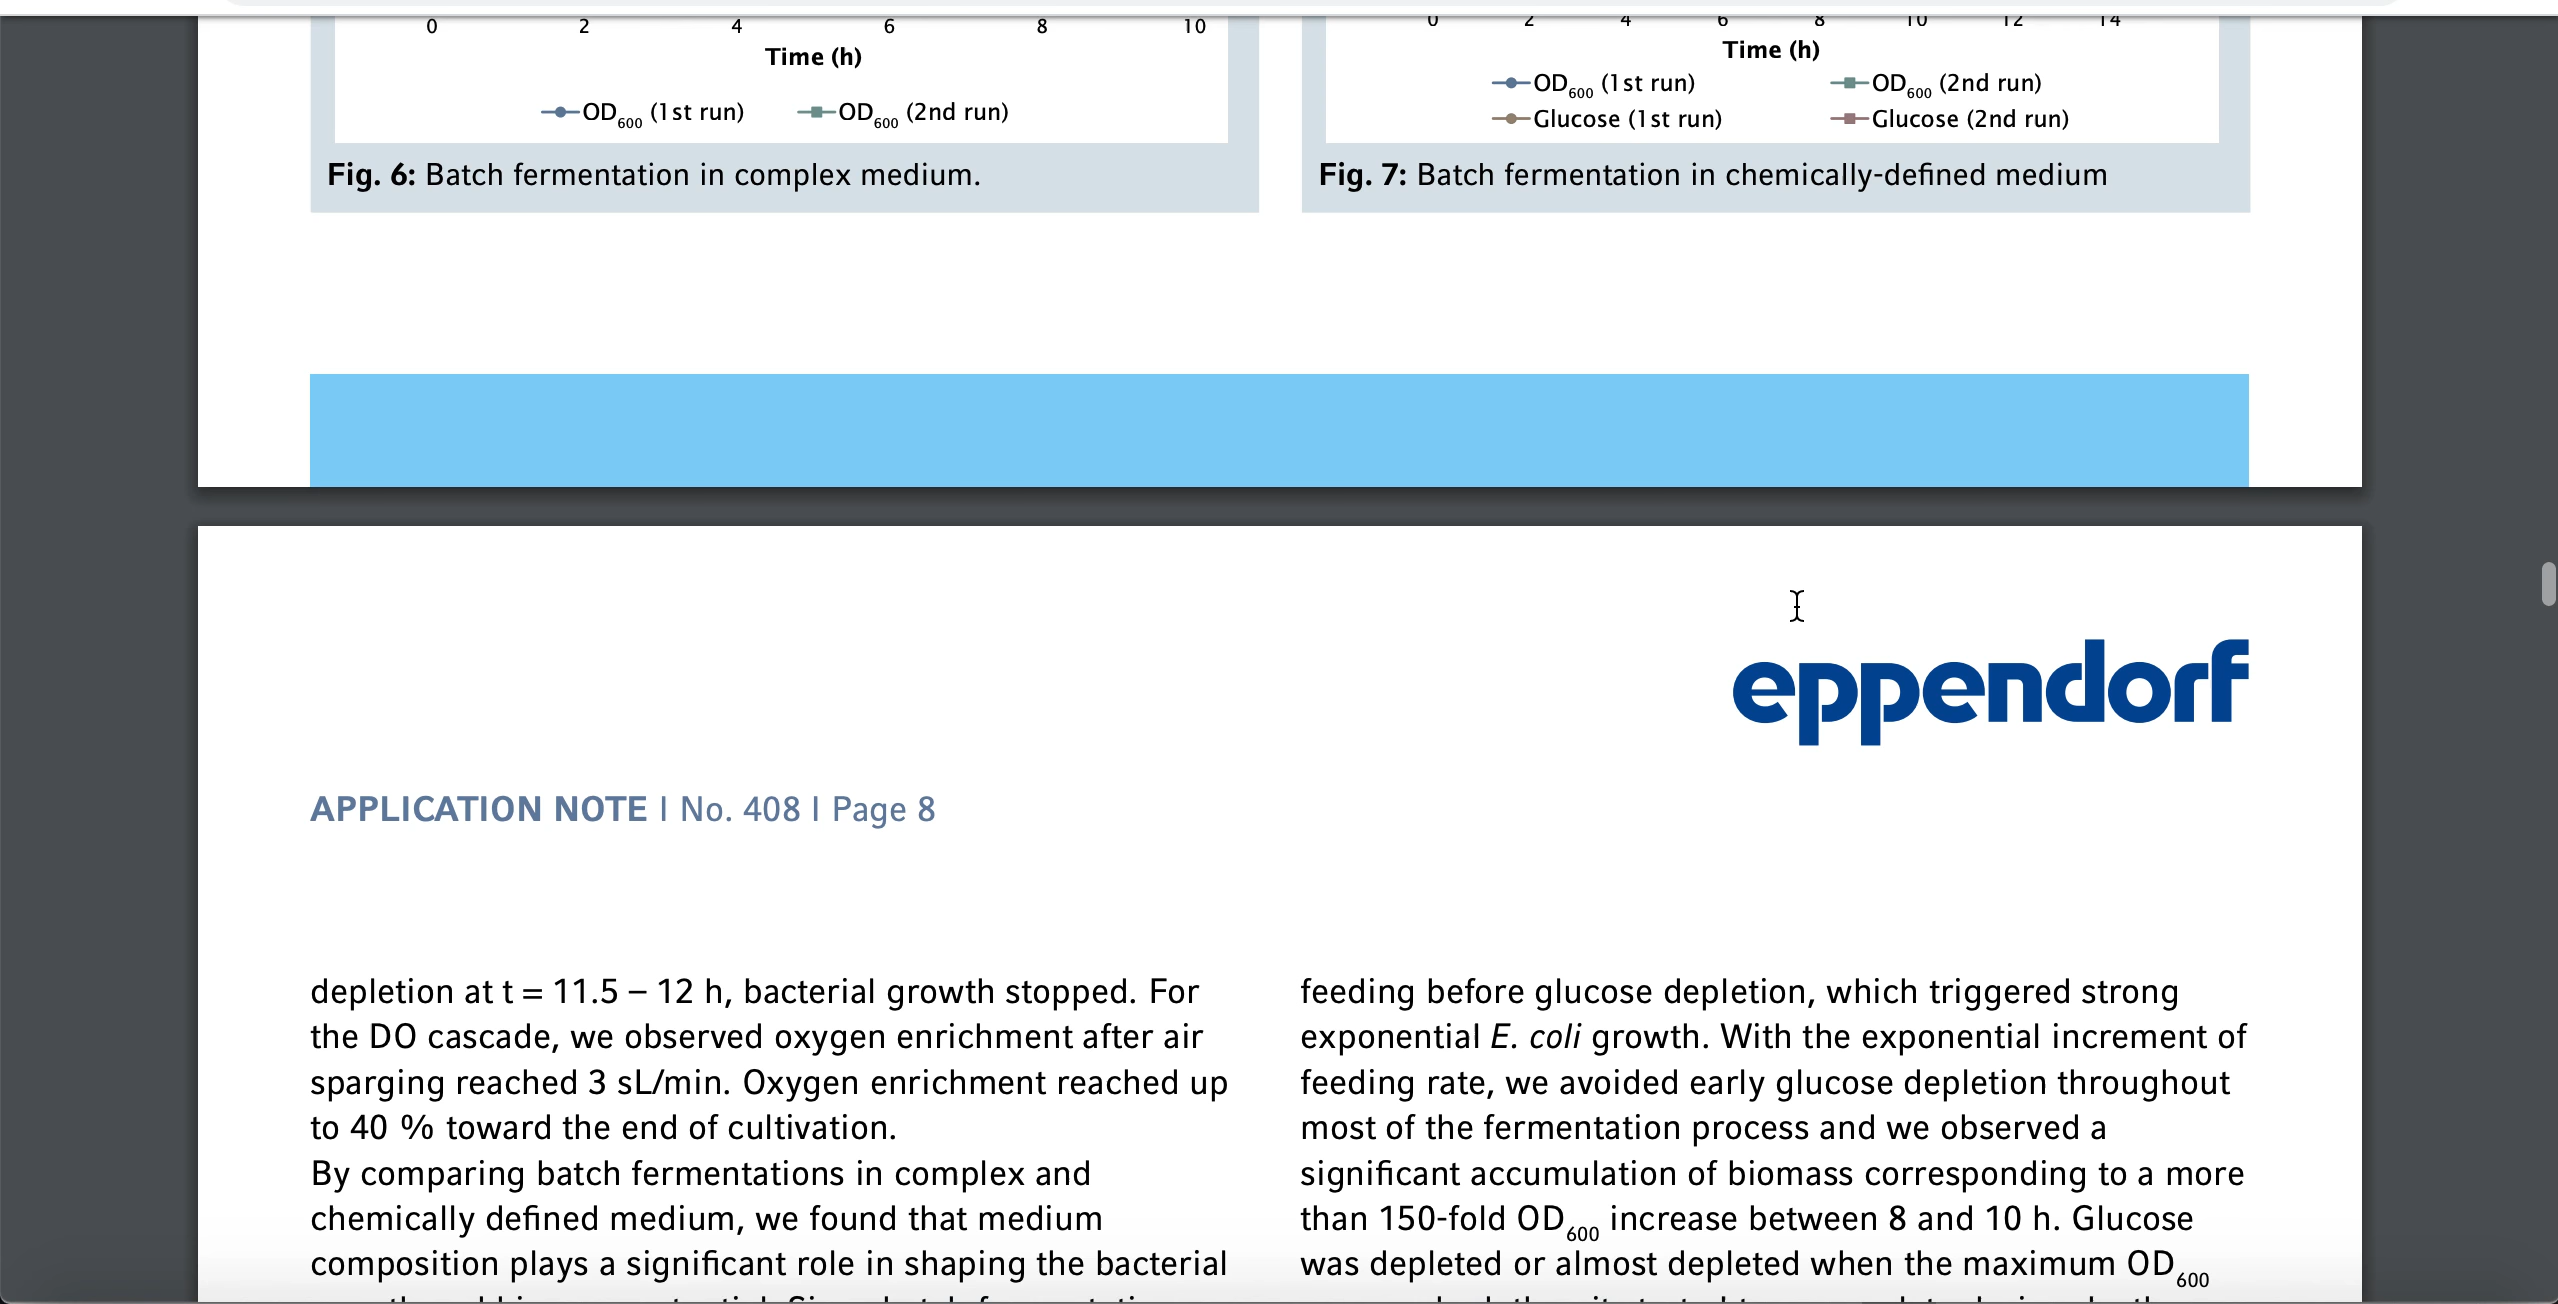 0 2 4 6 8 10
Time (h)
OD600 (1st run) OD600 (2nd run)
Fig. 6: Batch fermentation in complex medium.
0 2 4 6 8 10 12 14
Time (h)
OD600 (1st run) OD600 (2nd run)
Glucose (1st run) Glucose (2nd run)
Fig. 7: Batch fermentation in chemically-defined medium
eppendorf
APPLICATION NOTE I No. 408 I Page 8
depletion at t = 11.5 – 12 h, bacterial growth stopped. For
the DO cascade, we observed oxygen enrichment after air
sparging reached 3 sL/min. Oxygen enrichment reached up
to 40 % toward the end of cultivation.
By comparing batch fermentations in complex and
chemically defined medium, we found that medium
composition plays a significant role in shaping the bacterial
feeding before glucose depletion, which triggered strong
exponential E. coli growth. With the exponential increment of
feeding rate, we avoided early glucose depletion throughout
most of the fermentation process and we observed a
significant accumulation of biomass corresponding to a more
than 150-fold OD600 increase between 8 and 10 h. Glucose
was depleted or almost depleted when the maximum OD600